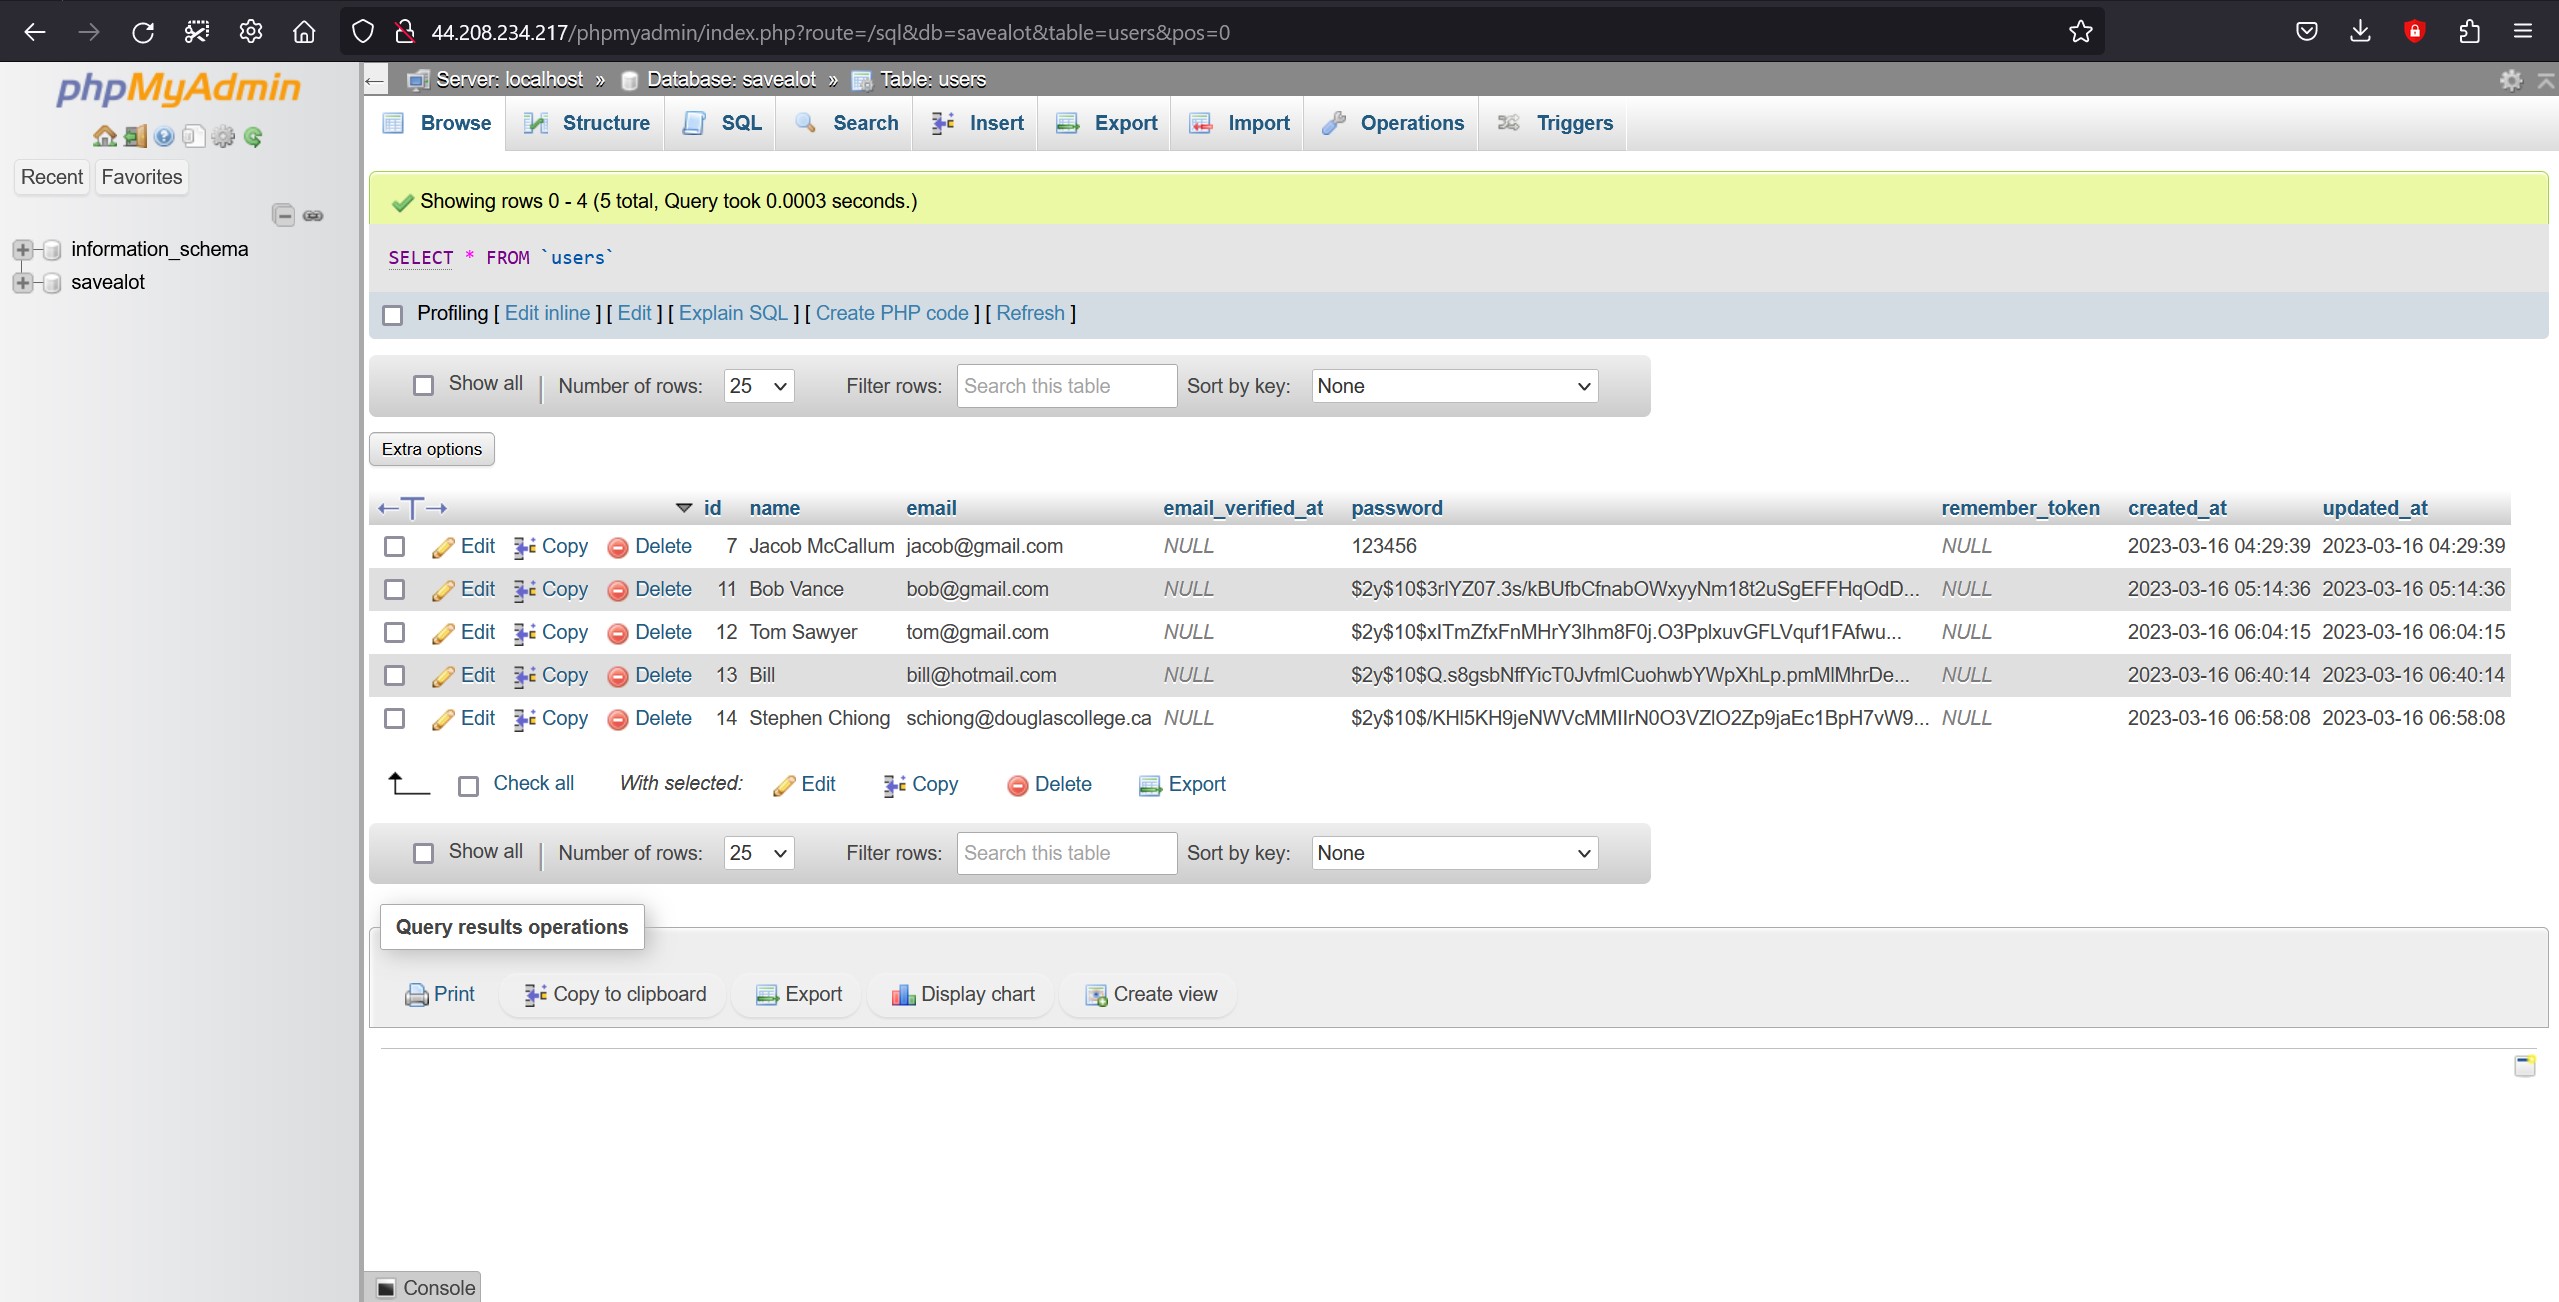 44.208.234.217/phpmyadmin/index.php?route=/sql&db=savealot&table=users&pos=0
phpMyAdmin
Recent Favorites
information_schema
savealot
Server: localhost » Database: savealot » Table: users
Browse Structure SQL Search Insert Export Import Operations Triggers
Showing rows 0 - 4 (5 total, Query took 0.0003 seconds.)
SELECT * FROM `users`
Profiling [ Edit inline ] [ Edit ] [ Explain SQL ] [ Create PHP code ] [ Refresh ]
Show all | Number of rows: 25 Filter rows: Search this table Sort by key: None
Extra options
←T→ id name email email_verified_at password remember_token created_at updated_at
Edit Copy Delete 7 Jacob McCallum jacob@gmail.com NULL 123456 NULL 2023-03-16 04:29:39 2023-03-16 04:29:39
Edit Copy Delete 11 Bob Vance bob@gmail.com NULL $2y$10$3rlYZ07.3s/kBUfbCfnabOWxyyNm18t2uSgEFFHqOdD... NULL 2023-03-16 05:14:36 2023-03-16 05:14:36
Edit Copy Delete 12 Tom Sawyer tom@gmail.com NULL $2y$10$xITmZfxFnMHrY3lhm8F0j.O3PplxuvGFLVquf1FAfwu... NULL 2023-03-16 06:04:15 2023-03-16 06:04:15
Edit Copy Delete 13 Bill bill@hotmail.com NULL $2y$10$Q.s8gsbNffYicT0JvfmlCuohwbYWpXhLp.pmMlMhrDe... NULL 2023-03-16 06:40:14 2023-03-16 06:40:14
Edit Copy Delete 14 Stephen Chiong schiong@douglascollege.ca NULL $2y$10$/KHl5KH9jeNWVcMMIIrN0O3VZlO2Zp9jaEc1BpH7vW9... NULL 2023-03-16 06:58:08 2023-03-16 06:58:08
Check all With selected: Edit Copy Delete Export
Show all | Number of rows: 25 Filter rows: Search this table Sort by key: None
Query results operations
Print Copy to clipboard Export Display chart Create view
Console